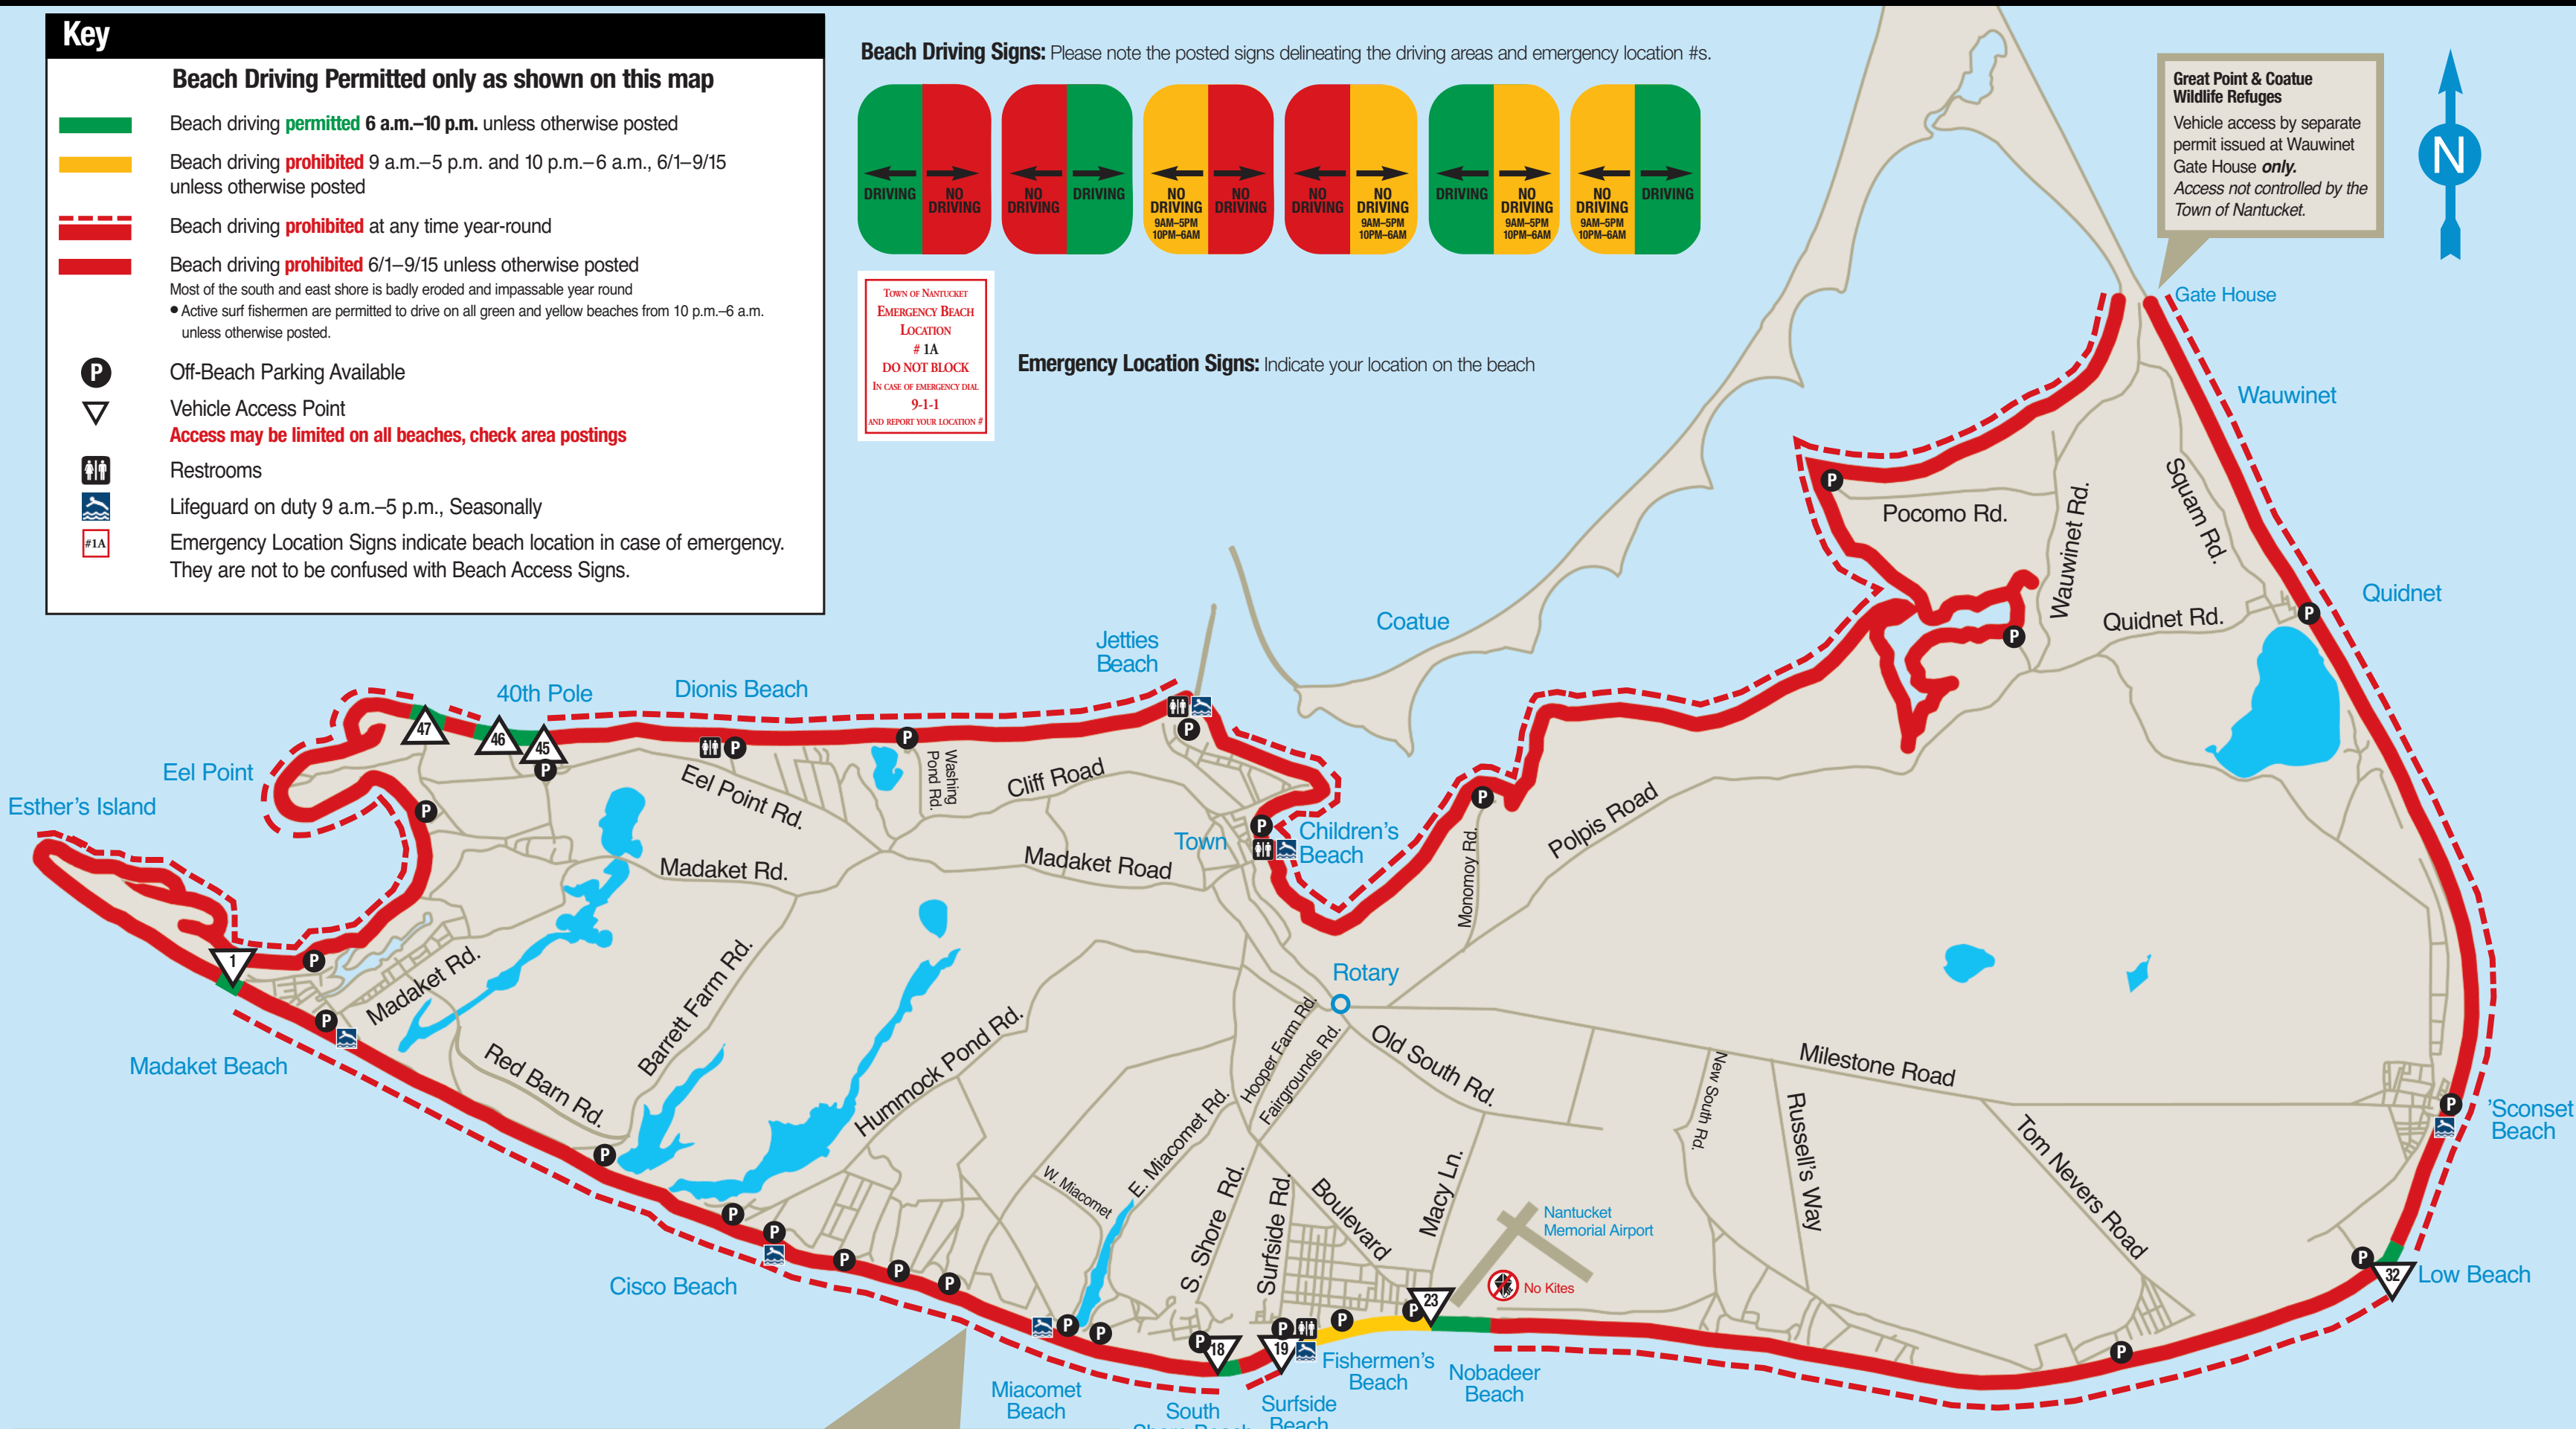 Key
Beach Driving Permitted only as shown on this map
Beach driving permitted 6 a.m.–10 p.m. unless otherwise posted
Beach driving prohibited 9 a.m.–5 p.m. and 10 p.m.–6 a.m., 6/1–9/15
unless otherwise posted
Beach driving prohibited at any time year-round
Beach driving prohibited 6/1–9/15 unless otherwise posted
Most of the south and east shore is badly eroded and impassable year round
● Active surf fishermen are permitted to drive on all green and yellow beaches from 10 p.m.–6 a.m.
unless otherwise posted.
P
Off-Beach Parking Available
Vehicle Access Point
Access may be limited on all beaches, check area postings
Restrooms
Lifeguard on duty 9 a.m.–5 p.m., Seasonally
#1A
Emergency Location Signs indicate beach location in case of emergency.
They are not to be confused with Beach Access Signs.
Beach Driving Signs: Please note the posted signs delineating the driving areas and emergency location #s.
DRIVING
NO
DRIVING
NO
DRIVING
DRIVING
NO
DRIVING
9AM–5PM
10PM–6AM
NO
DRIVING
NO
DRIVING
NO
DRIVING
9AM–5PM
10PM–6AM
DRIVING
NO
DRIVING
9AM–5PM
10PM–6AM
NO
DRIVING
9AM–5PM
10PM–6AM
DRIVING
TOWN OF NANTUCKET
EMERGENCY BEACH
LOCATION
# 1A
DO NOT BLOCK
IN CASE OF EMERGENCY DIAL
9-1-1
AND REPORT YOUR LOCATION #
Emergency Location Signs: Indicate your location on the beach
Great Point & Coatue
Wildlife Refuges
Vehicle access by separate
permit issued at Wauwinet
Gate House only.
Access not controlled by the
Town of Nantucket.
N
Gate House
Wauwinet
P
Pocomo Rd.
Wauwinet Rd.
Squam Rd.
Quidnet
P
Quidnet Rd.
P
Coatue
Jetties
Beach
P
Dionis Beach
40th Pole
47
46
45
P
P
P
Eel Point
P
Esther's Island
Eel Point Rd.
Washing
Pond Rd.
Cliff Road
Town
P
Children's
Beach
P
Monomoy Rd.
Polpis Road
Madaket Rd.
Madaket Road
1
P
Madaket Rd.
P
Madaket Beach
Barrett Farm Rd.
Red Barn Rd.
P
Hummock Pond Rd.
Rotary
Hooper Farm Rd.
Fairgrounds Rd.
Old South Rd.
New South Rd.
Milestone Road
Russell's Way
Tom Nevers Road
P
'Sconset
Beach
P
32
Low Beach
P
W. Miacomet
E. Miacomet Rd.
S. Shore Rd.
Surfside Rd.
Boulevard
Macy Ln.
Nantucket
Memorial Airport
No Kites
P
P
Cisco Beach
P
P
P
P
P
P
18
P
19
P
P
23
Miacomet
Beach
South
Shore Beach
Surfside
Beach
Fishermen's
Beach
Nobadeer
Beach